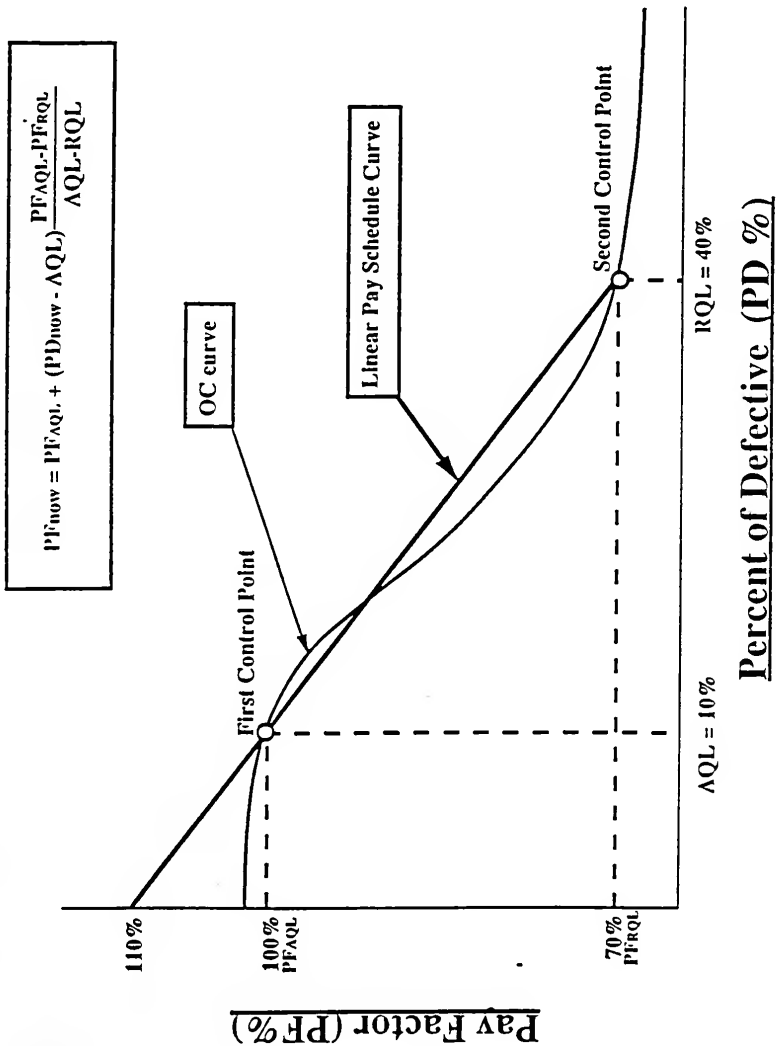 PFnow = PFAQL + (PDnow - AQL) PFAQL-PFRQL
AQL-RQL
OC curve
Linear Pay Schedule Curve
First Control Point
Second Control Point
110%
100%
PFAQL
70%
PFRQL
AQL = 10%
RQL = 40%
Pay Factor (PF%)
Percent of Defective (PD %)